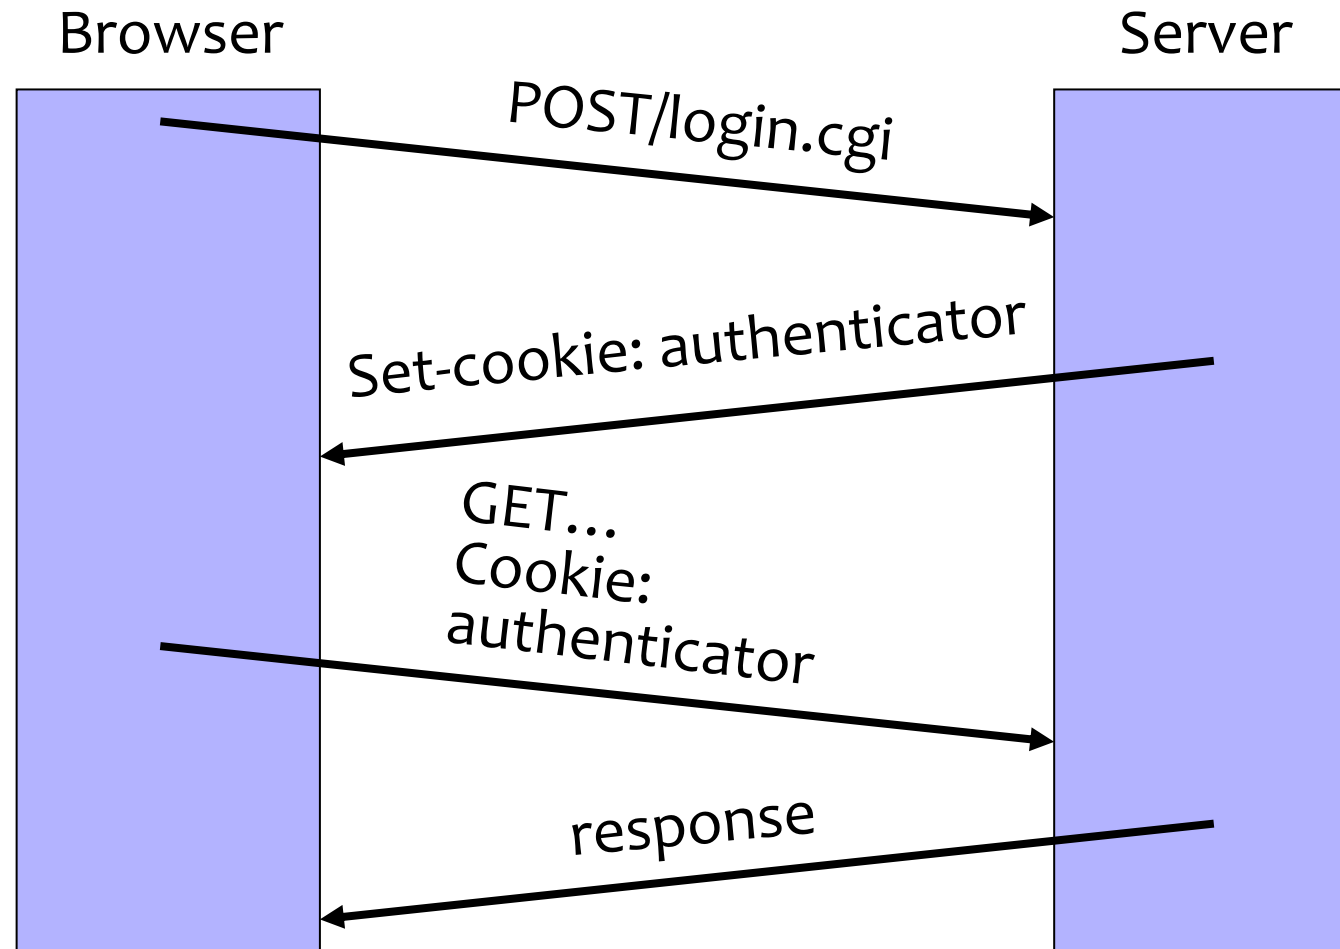 Browser
Server
POST/login.cgi
Set-cookie: authenticator
GET...
Cookie:
authenticator
response